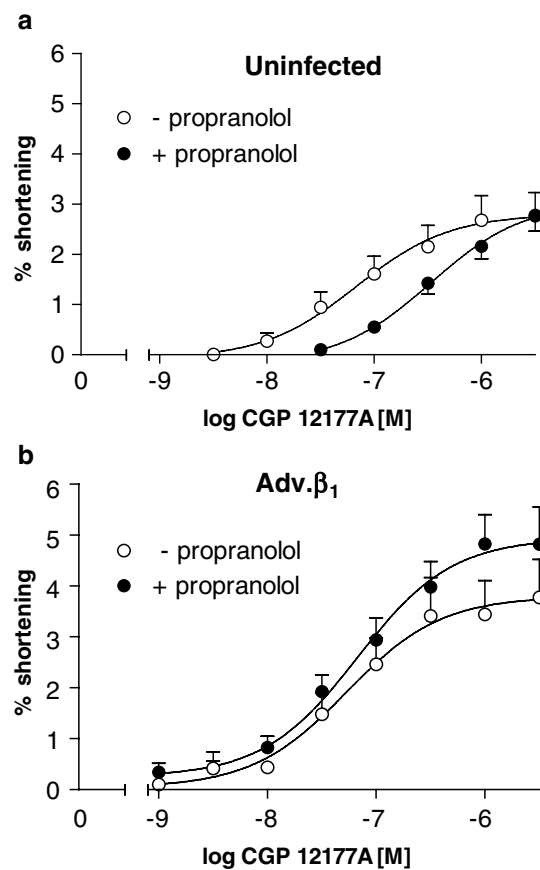 a
Uninfected
- propranolol
+ propranolol
% shortening
6
5
4
3
2
1
0
0 -9 -8 -7 -6
log CGP 12177A [M]
b
Adv.β₁
- propranolol
+ propranolol
% shortening
6
5
4
3
2
1
0
0 -9 -8 -7 -6
log CGP 12177A [M]